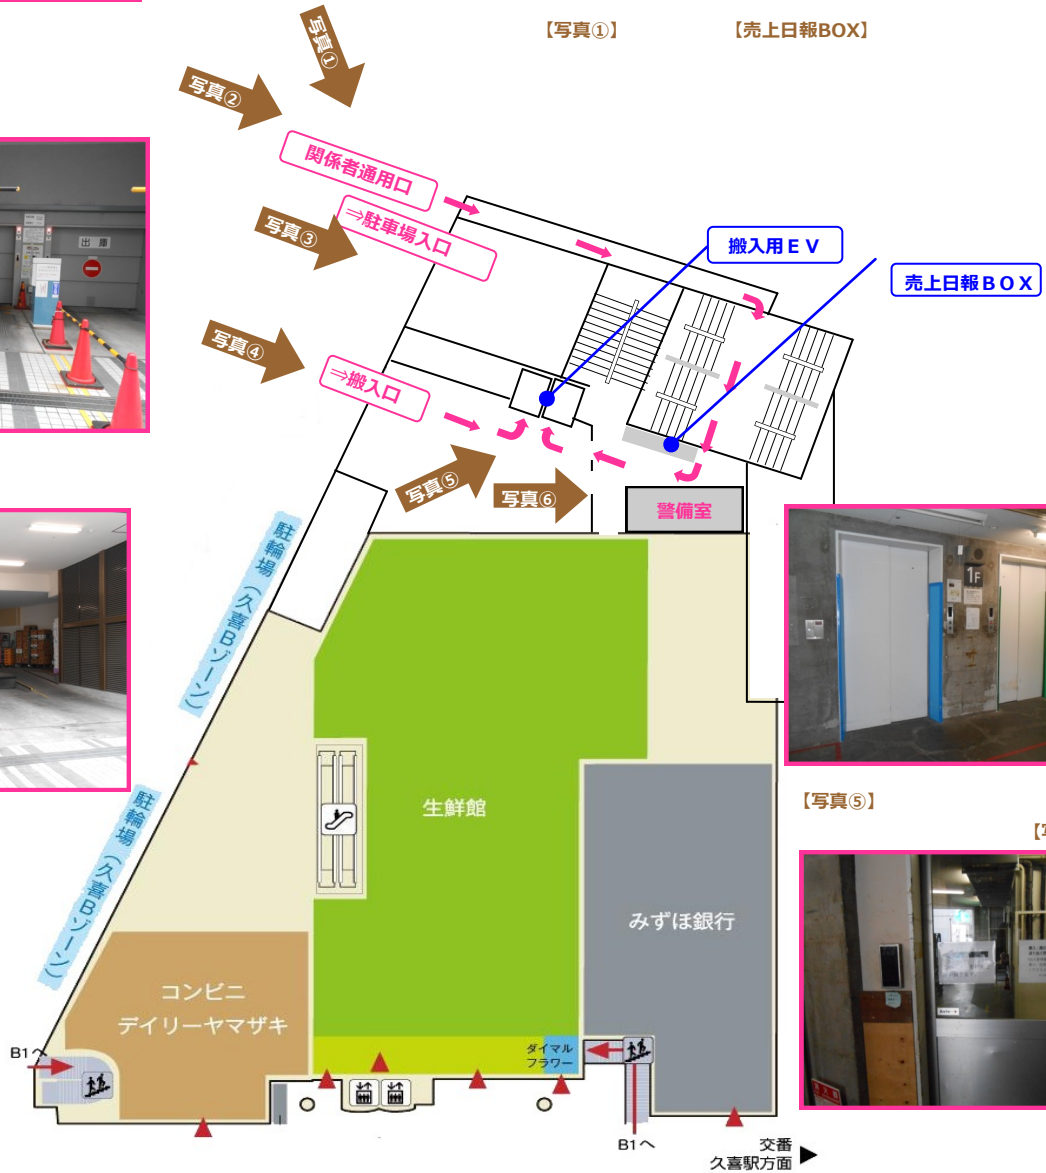 【写真①】
【売上日報BOX】
写真①
写真②
関係者通用口
写真③
⇒駐車場入口
搬入用ＥＶ
売上日報ＢＯＸ
出 庫
写真④
⇒搬入口
写真⑤
写真⑥
警備室
駐輪場（久喜Bゾーン）
1F
生鮮館
【写真⑤】
駐輪場（久喜Bゾーン）
みずほ銀行
コンビニ
デイリーヤマザキ
ダイマル
フラワー
B1へ
B1へ
交番
久喜駅方面